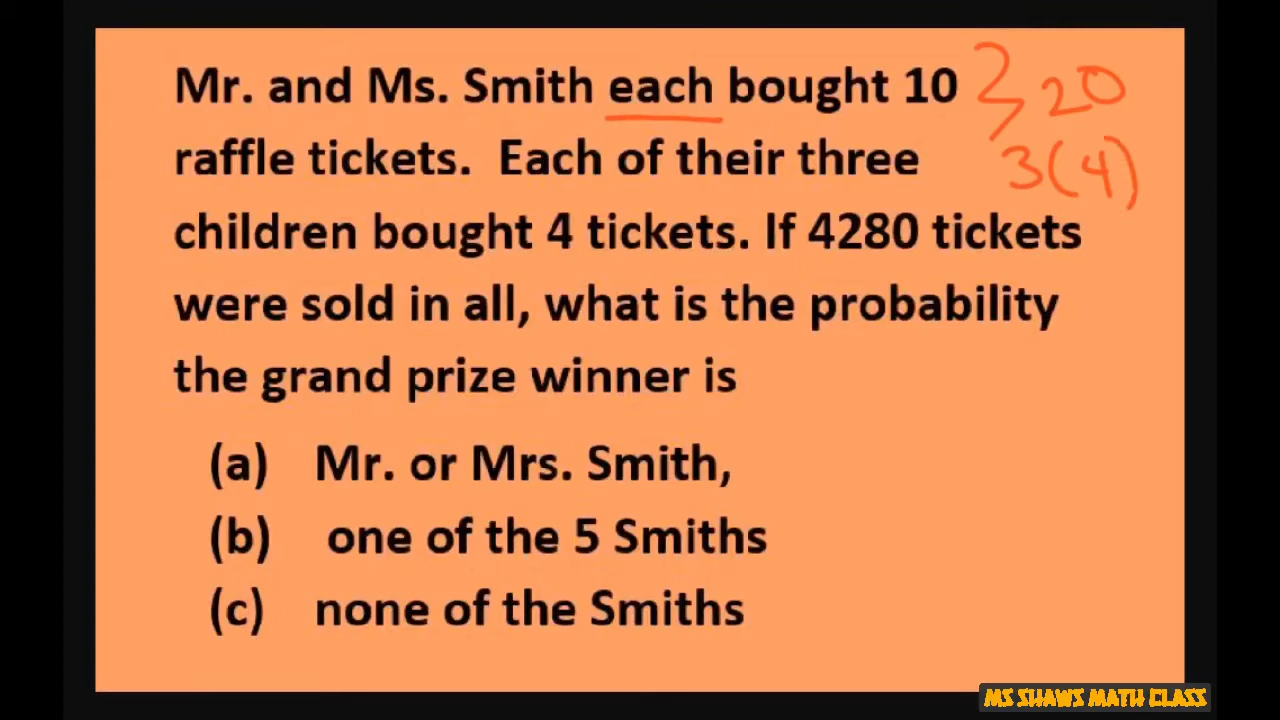 Mr. and Ms. Smith each bought 10
20
raffle tickets. Each of their three
3(4)
children bought 4 tickets. If 4280 tickets
were sold in all, what is the probability
the grand prize winner is
(a) Mr. or Mrs. Smith,
(b) one of the 5 Smiths
(c) none of the Smiths
MS SHAWS MATH CLASS